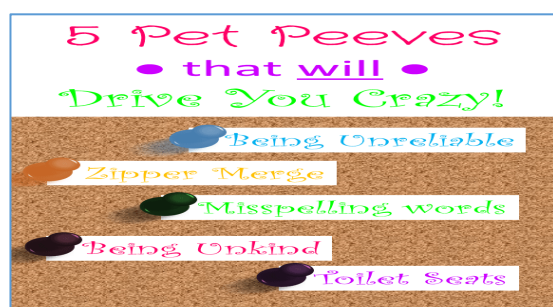 5 Pet Peeves
• that will •
Drive You Crazy!
Being Unreliable
Zipper Merge
Misspelling words
Being Unkind
Toilet Seats